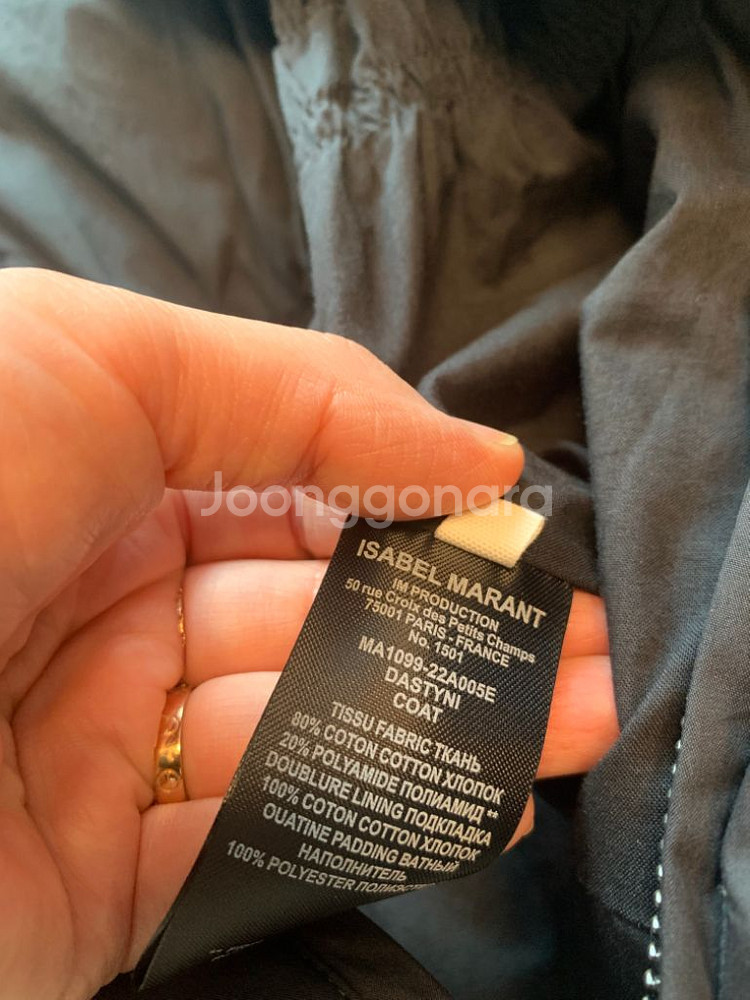 Joonggonara
ISABEL MARANT
IM PRODUCTION
50 rue Croix des Petits Champs
75001 PARIS - FRANCE
No. 1501
MA1099-22A005E
DASTYNI
COAT
TISSU FABRIC ТКАНЬ
80% COTON COTTON ХЛОПОК
20% POLYAMIDE ПОЛИАМИД **
DOUBLURE LINING ПОДКЛАДКА
100% COTON COTTON ХЛОПОК
OUATINE PADDING ВАТНЫЙ
НАПОЛНИТЕЛЬ
100% POLYESTER